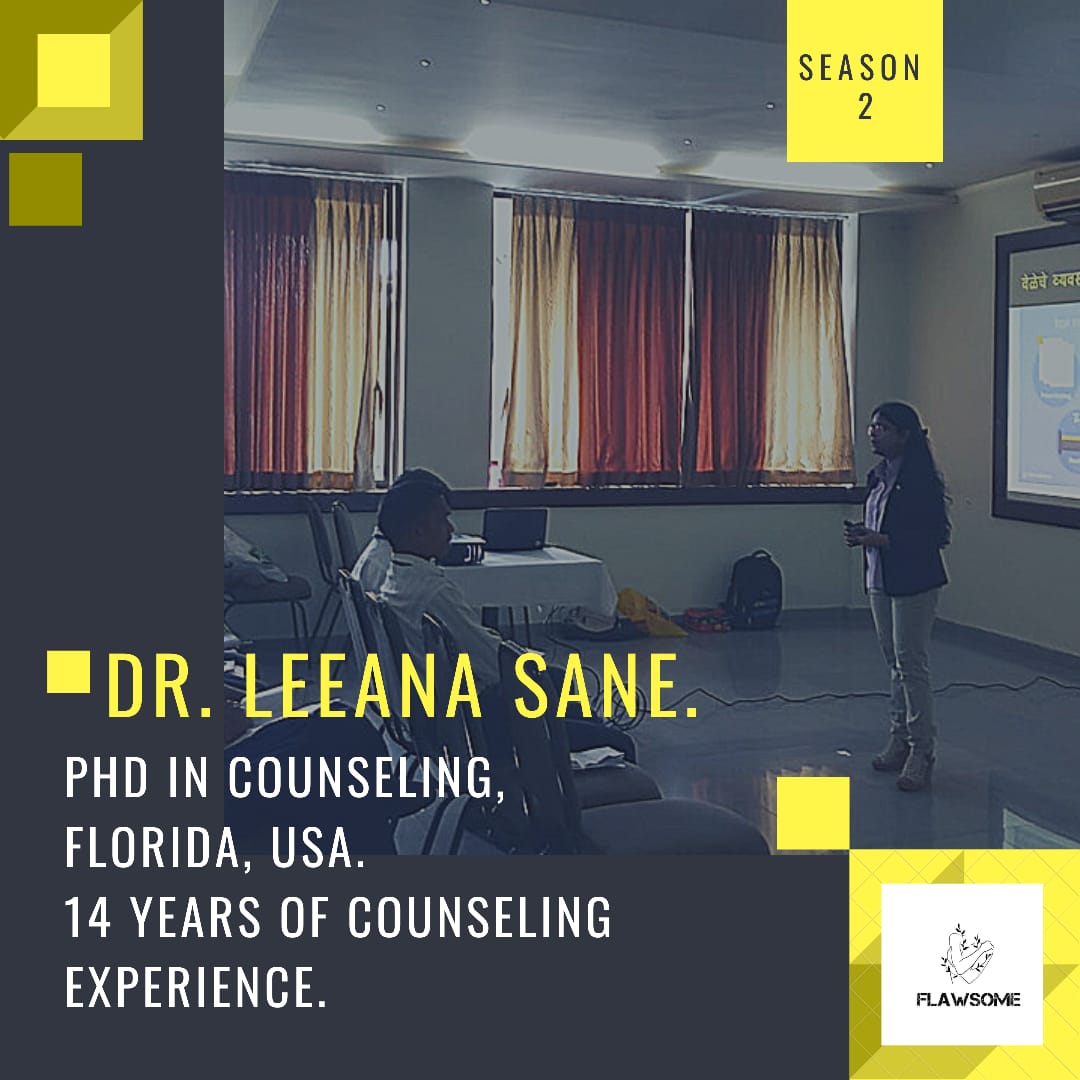 SEASON
2
वेळेचे
DR. LEEANA SANE.
PHD IN COUNSELING,
FLORIDA, USA.
14 YEARS OF COUNSELING
EXPERIENCE.
FLAWSOME